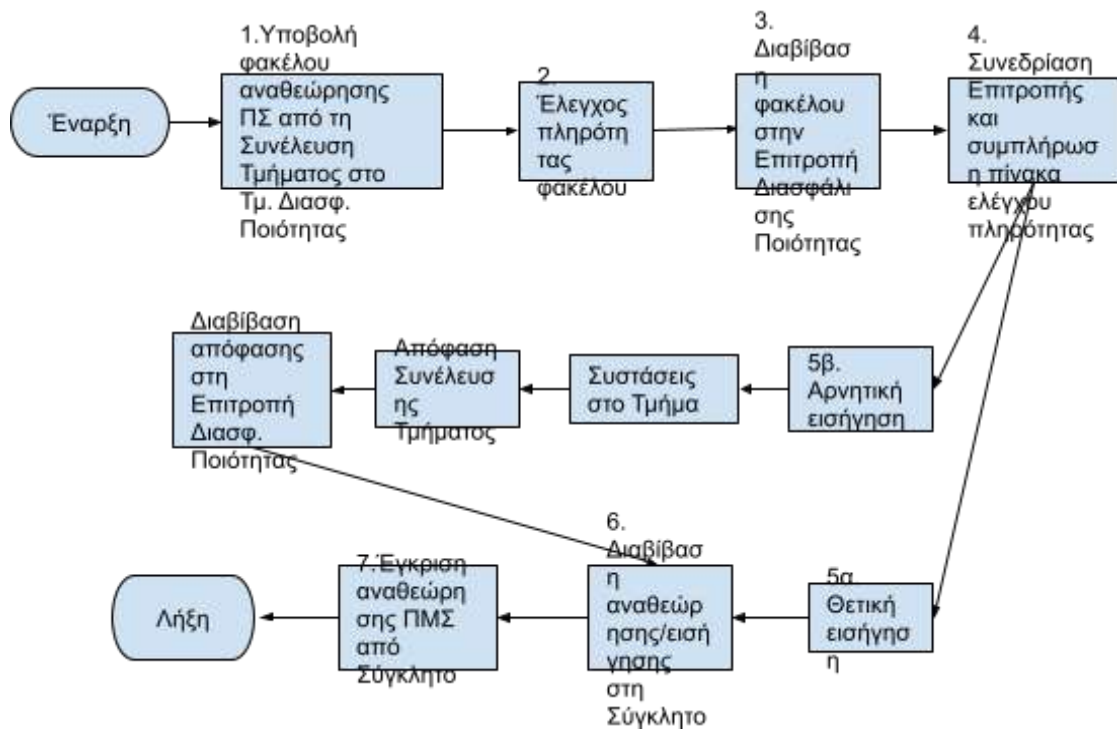 Έναρξη
1.Υποβολή
φακέλου
αναθεώρησης
ΠΣ από τη
Συνέλευση
Τμήματος στο
Τμ. Διασφ.
Ποιότητας
2.
Έλεγχος
πληρότη
τας
φακέλου
3.
Διαβίβασ
η
φακέλου
στην
Επιτροπή
Διασφάλι
σης
Ποιότητας
4.
Συνεδρίαση
Επιτροπής
και
συμπλήρωσ
η πίνακα
ελέγχου
πληρότητας
Διαβίβαση
απόφασης
στη
Επιτροπή
Διασφ.
Ποιότητας
Απόφαση
Συνέλευσ
ης
Τμήματος
Συστάσεις
στο Τμήμα
5β.
Αρνητική
εισήγηση
Λήξη
7.Έγκριση
αναθεώρη
σης ΠΜΣ
από
Σύγκλητο
6.
Διαβίβασ
η
αναθεώρ
ησης/εισή
γησης
στη
Σύγκλητο
5α
Θετική
εισήγησ
η